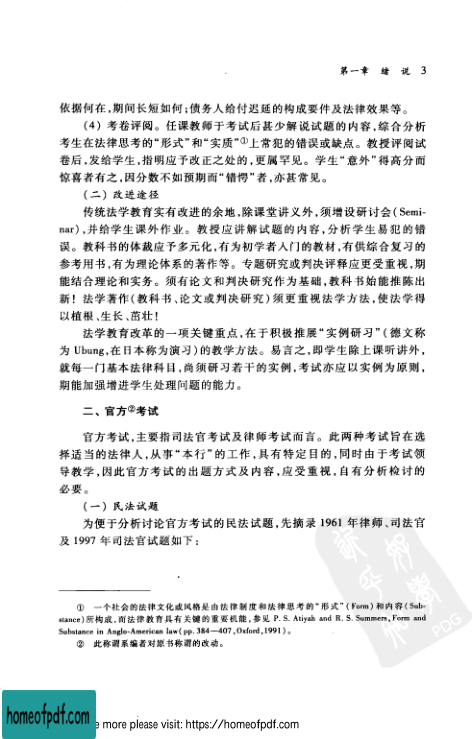 第一章 绪 说 3
依据何在,期间长短如何;债务人给付迟延的构成要件及法律效果等。
(4) 考卷评阅。任课教师于考试后甚少解说试题的内容,综合分析
考生在法律思考的“形式”和“实质”①上常犯的错误或缺点。教授评阅试
卷后,发给学生,指明应予改正之处的,更属罕见。学生“意外”得高分而
惊喜者有之,因分数不如预期而“错愕”者,亦甚常见。
(二) 改进途径
传统法学教育实有改进的余地,除课堂讲义外,须增设研讨会(Semi-
nar),并给学生课外作业。教授应讲解试题的内容,分析学生易犯的错
误。教科书的体裁应予多元化,有为初学者入门的教材,有供综合复习的
参考用书,有为理论体系的著作等。专题研究或判决评释应更受重视,期
能结合理论和实务。须有论文和判决研究作为基础,教科书始能推陈出
新! 法学著作(教科书、论文或判决研究)须更重视法学方法,使法学得
以植根、生长、茁壮!
法学教育改革的一项关键重点,在于积极推展“实例研习”(德文称
为 Ubung,在日本称为演习)的教学方法。易言之,即学生除上课听讲外,
就每一门基本法律科目,尚须研习若干的实例,考试亦应以实例为原则,
期能加强增进学生处理问题的能力。
二、官方②考试
官方考试,主要指司法官考试及律师考试而言。此两种考试旨在选
择适当的法律人,从事“本行”的工作,具有特定目的,同时由于考试领
导教学,因此官方考试的出题方式及内容,应受重视,自有分析检讨的
必要。
(一) 民法试题
为便于分析讨论官方考试的民法试题,先摘录 1961 年律师、司法官
及 1997 年司法官试题如下:
① 一个社会的法律文化或风格是由法律制度和法律思考的“形式”(Form)和内容(Sub-
stance)所构成,而法律教育具有关键的重要机能,参见 P. S. Atiyah and R. S. Summers, Form and
Substance in Anglo-American law(pp. 384—407, Oxford, 1991)。
② 此称谓系编者对原书称谓的改动。
PDG
homeofpdf.com
e more please visit: https://homeofpdf.com